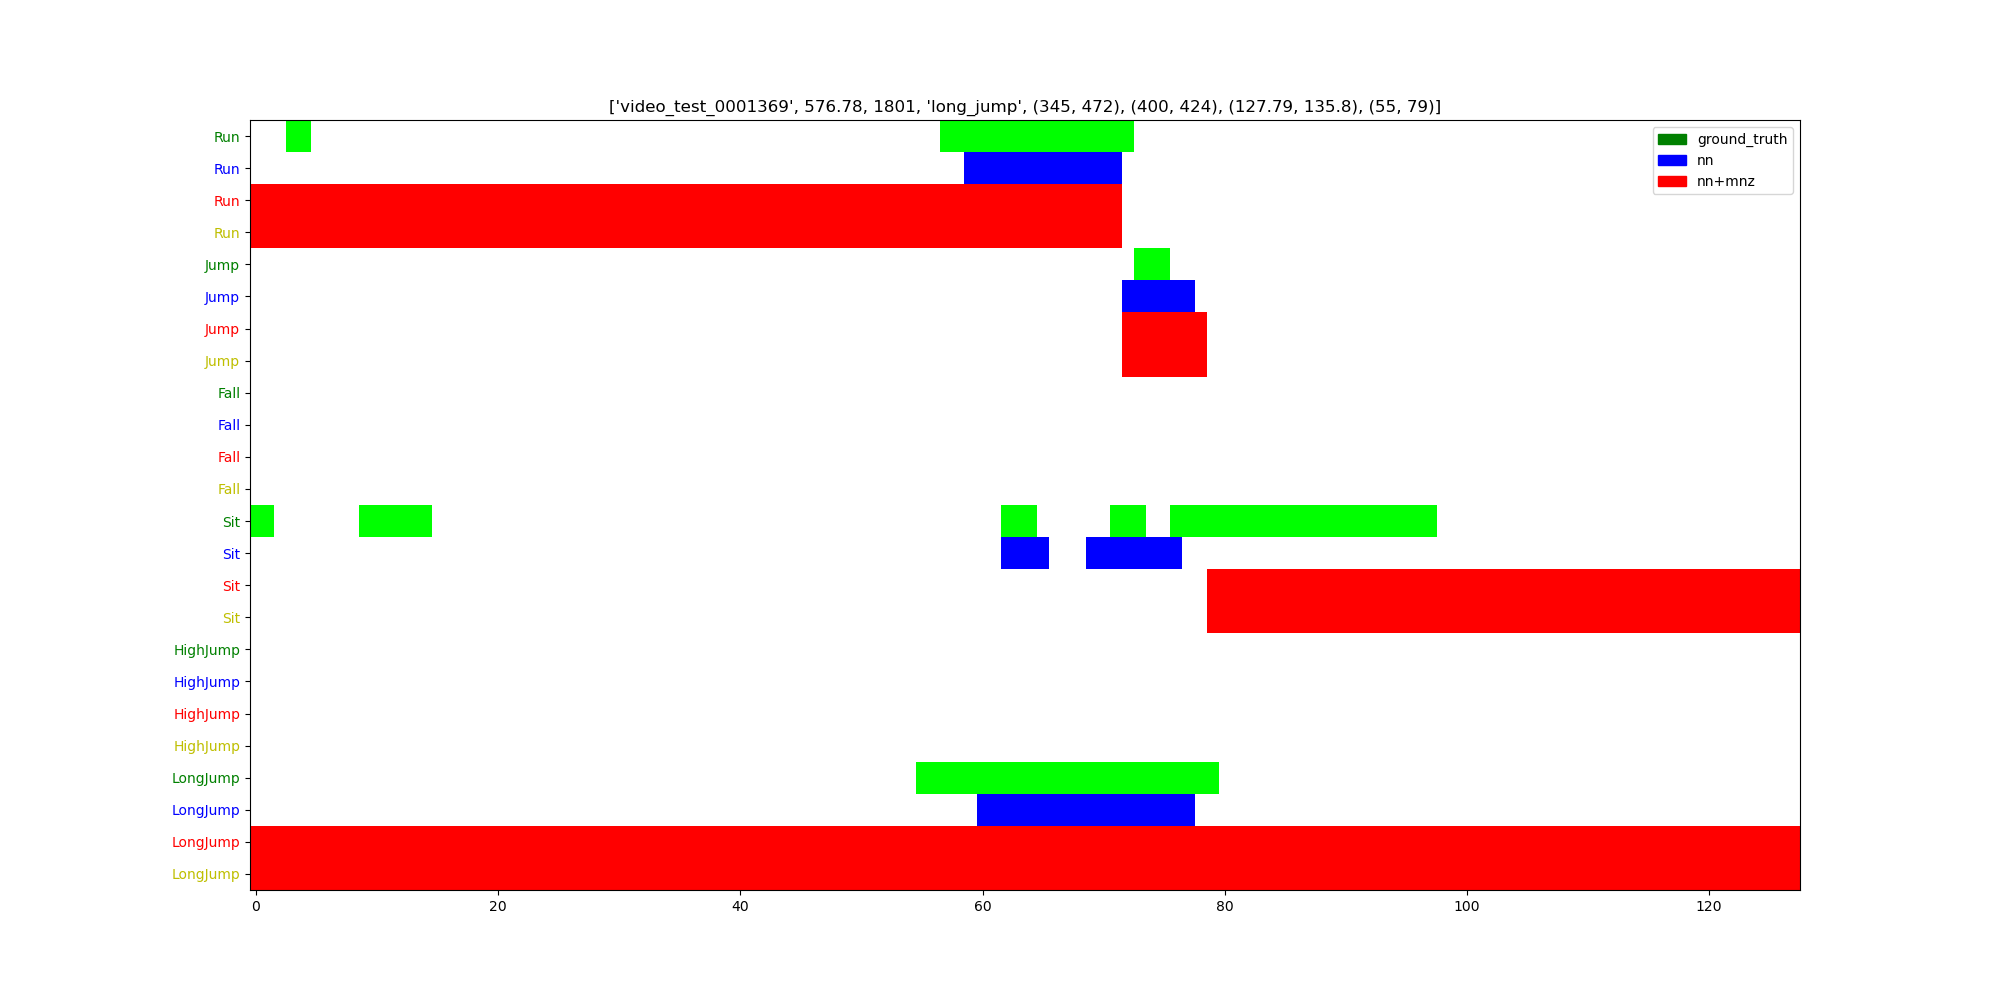 ['video_test_0001369', 576.78, 1801, 'long_jump', (345, 472), (400, 424), (127.79, 135.8), (55, 79)]
ground_truth
nn
nn+mnz
Run
Run
Run
Run
Jump
Jump
Jump
Jump
Fall
Fall
Fall
Fall
Sit
Sit
Sit
Sit
HighJump
HighJump
HighJump
HighJump
LongJump
LongJump
LongJump
LongJump
0 20 40 60 80 100 120